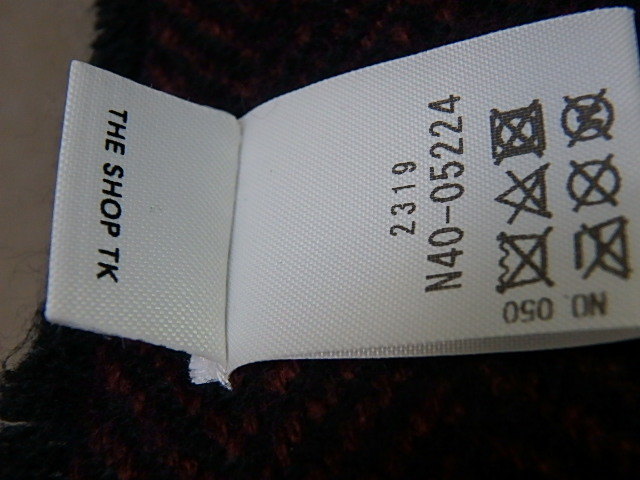 THE SHOP TK
2319
N40-05224
NO. 050